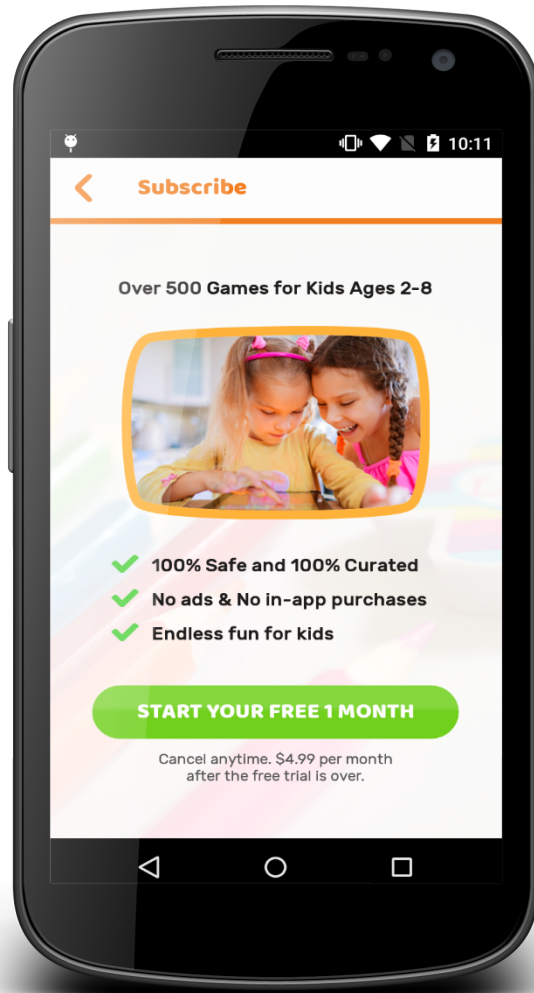 10:11
Subscribe
Over 500 Games for Kids Ages 2-8
100% Safe and 100% Curated
No ads & No in-app purchases
Endless fun for kids
START YOUR FREE 1 MONTH
Cancel anytime. $4.99 per month
after the free trial is over.